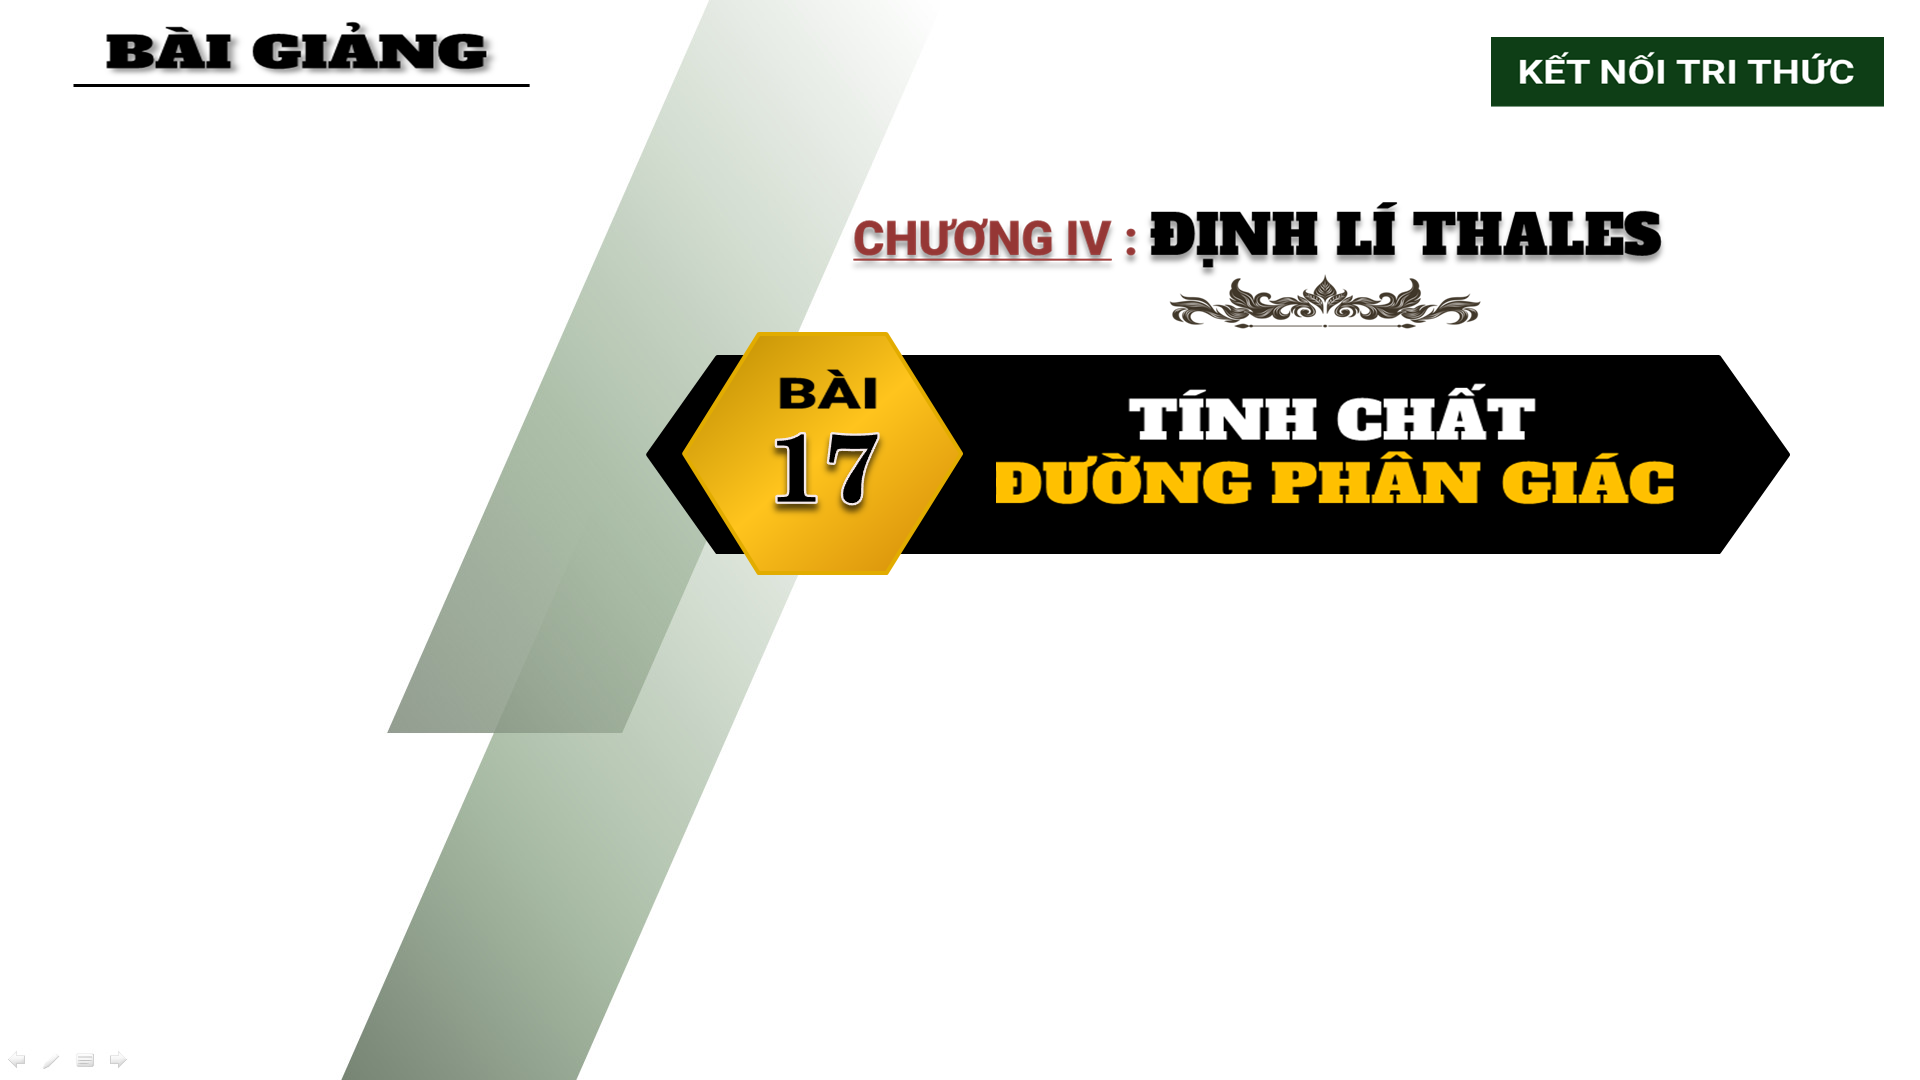 BÀI GIẢNG
KẾT NỐI TRI THỨC
CHƯƠNG IV : ĐỊNH LÍ THALES
BÀI
17
TÍNH CHẤT
ĐƯỜNG PHÂN GIÁC